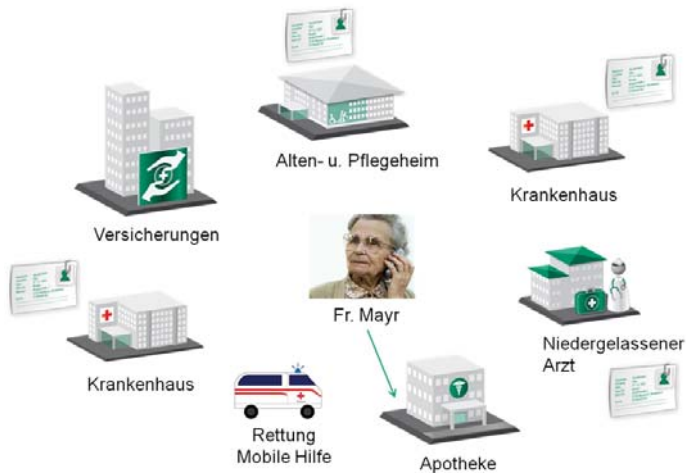 Alten- u. Pflegeheim
Krankenhaus
Versicherungen
Fr. Mayr
Niedergelassener
Arzt
Krankenhaus
Rettung
Mobile Hilfe
Apotheke